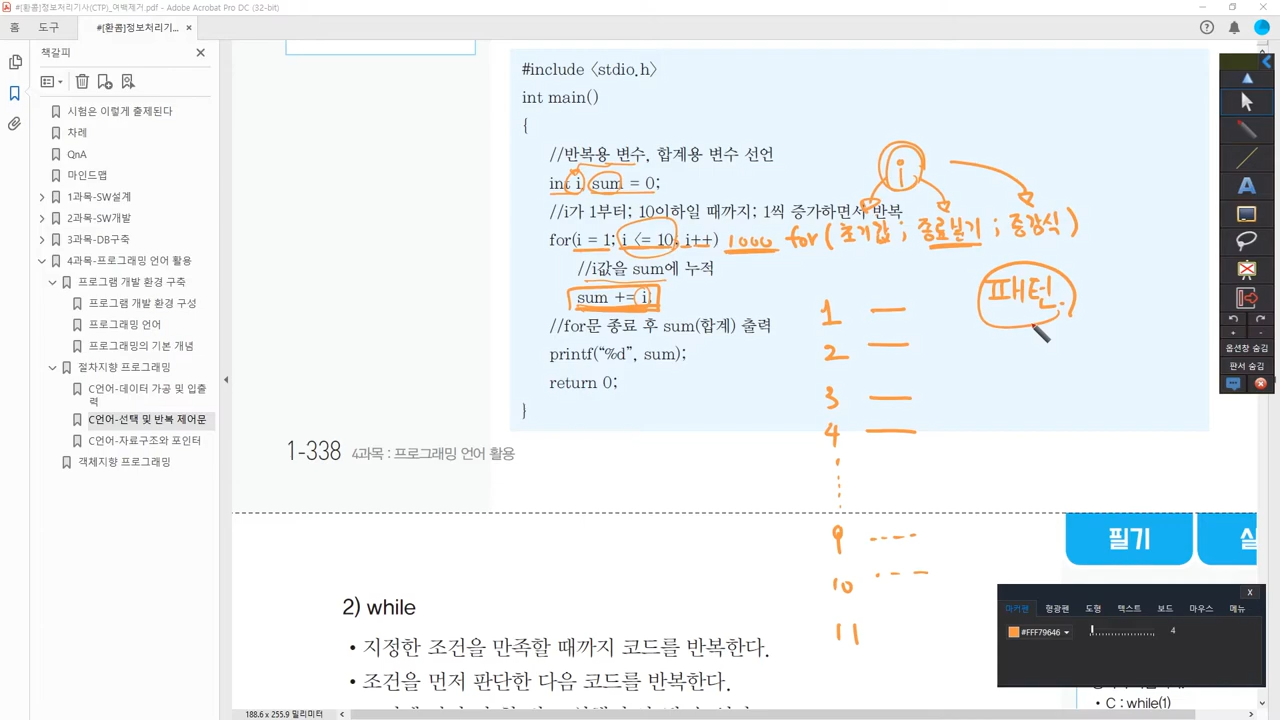 #[환콤]정보처리기사(CTP)_여백제거.pdf - Adobe Acrobat Pro DC (32-bit)
홈 도구 #[환콤]정보처리기... ×
책갈피
시험은 이렇게 출제된다
차례
QnA
마인드맵
1과목-SW설계
2과목-SW개발
3과목-DB구축
4과목-프로그래밍 언어 활용
프로그램 개발 환경 구축
프로그램 개발 환경 구성
프로그래밍 언어
프로그래밍의 기본 개념
절차지향 프로그래밍
C언어-데이터 가공 및 입출
력
C언어-선택 및 반복 제어문
C언어-자료구조와 포인터
객체지향 프로그래밍
#include <stdio.h>
int main()
{
//반복용 변수, 합계용 변수 선언
int i, sum = 0;
//i가 1부터; 10이하일 때까지; 1씩 증가하면서 반복
for(i = 1; i <= 10; i++)
//i값을 sum에 누적
sum += i;
//for문 종료 후 sum(합계) 출력
printf("%d", sum);
return 0;
}
i
1000 for ( 초기값 ; 종료분기 ; 증감식 )
패턴.
1
2
3
4
9
10
11
1-338 4과목 : 프로그래밍 언어 활용
필기
2) while
• 지정한 조건을 만족할 때까지 코드를 반복한다.
• 조건을 먼저 판단한 다음 코드를 반복한다.
• C : while(1)
188.6 x 255.9 밀리미터
옵션창 숨김
판서 숨김
X
마커펜 형광펜 도형 텍스트 보드 마우스 메뉴
#FFF79646 4